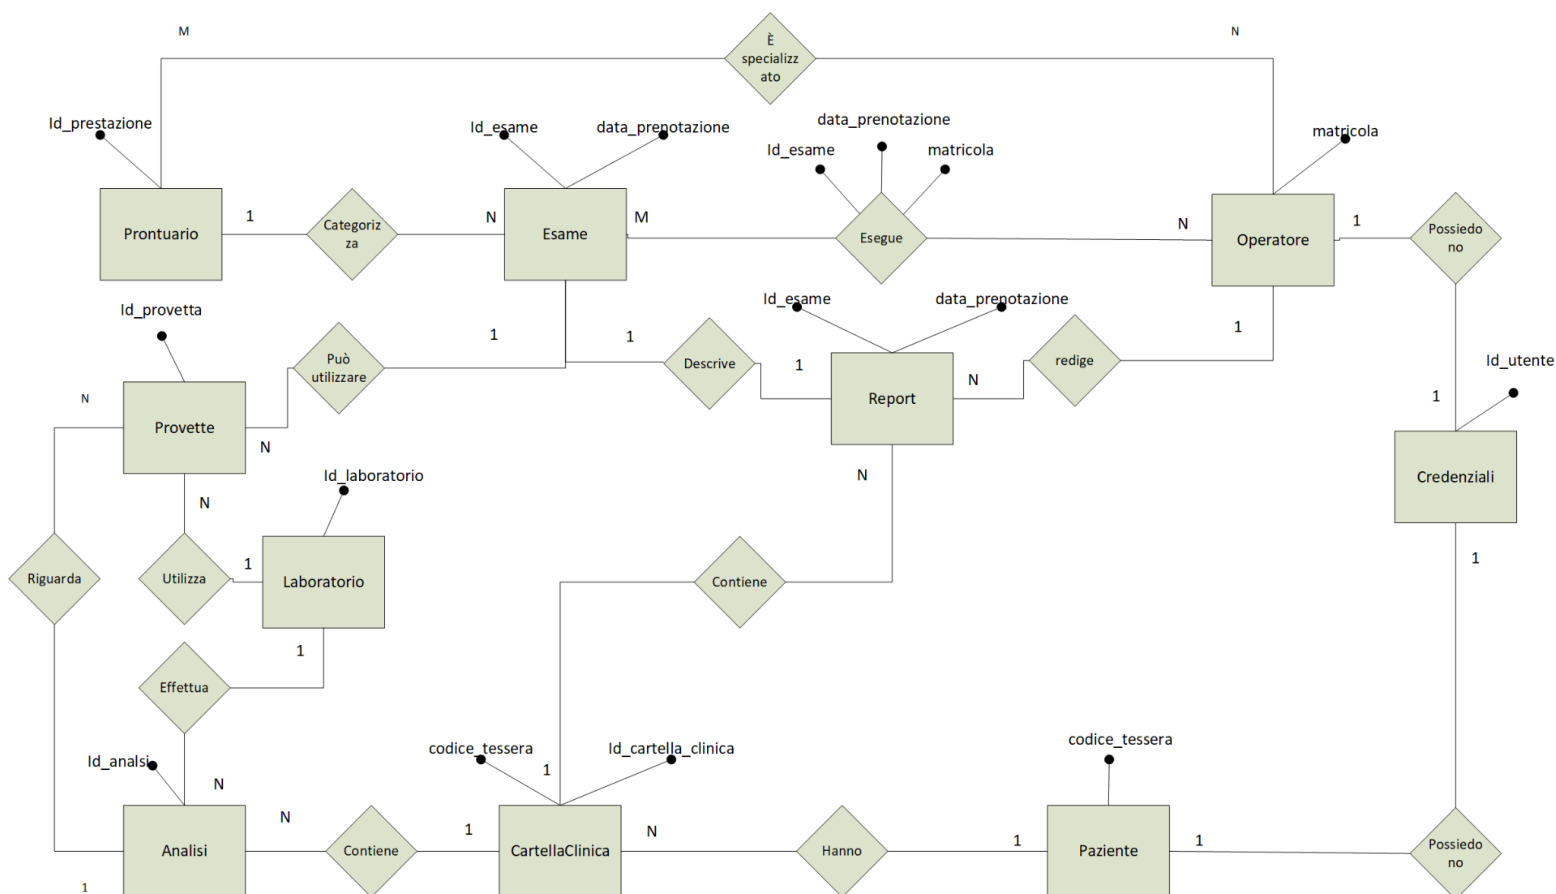 M
N
È
specializz
ato
Id_prestazione
Id_esame
data_prenotazione
data_prenotazione
Id_esame
matricola
matricola
Prontuario
1
Categorizz
za
N
Esame
M
Esegue
N
Operatore
1
Possiedo
no
Id_provetta
1
Può
utilizzare
1
Descrive
1
Id_esame
data_prenotazione
Report
N
redige
1
Id_utente
1
Credenziali
1
N
Provette
N
N
N
Id_laboratorio
Riguarda
Utilizza
1
Laboratorio
Contiene
1
Effettua
Id_analsi
N
codice_tessera
Id_cartella_clinica
1
codice_tessera
Analisi
N
Contiene
1
CartellaClinica
N
Hanno
1
Paziente
1
Possiedo
no
1